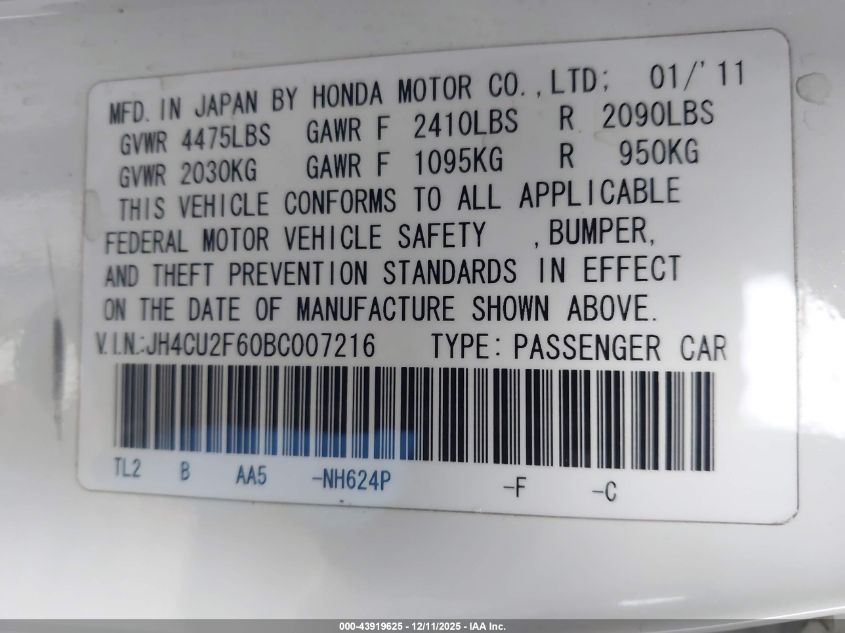 MFD. IN JAPAN BY HONDA MOTOR CO., LTD; 01/'11
GVWR 4475LBS GAWR F 2410LBS R 2090LBS
GVWR 2030KG GAWR F 1095KG R 950KG
THIS VEHICLE CONFORMS TO ALL APPLICABLE
FEDERAL MOTOR VEHICLE SAFETY , BUMPER,
AND THEFT PREVENTION STANDARDS IN EFFECT
ON THE DATE OF MANUFACTURE SHOWN ABOVE.
V.I.N.:JH4CU2F60BC007216 TYPE: PASSENGER CAR
TL2 B AA5 -NH624P -F -C
000-43919625 - 12/11/2025 - IAA Inc.